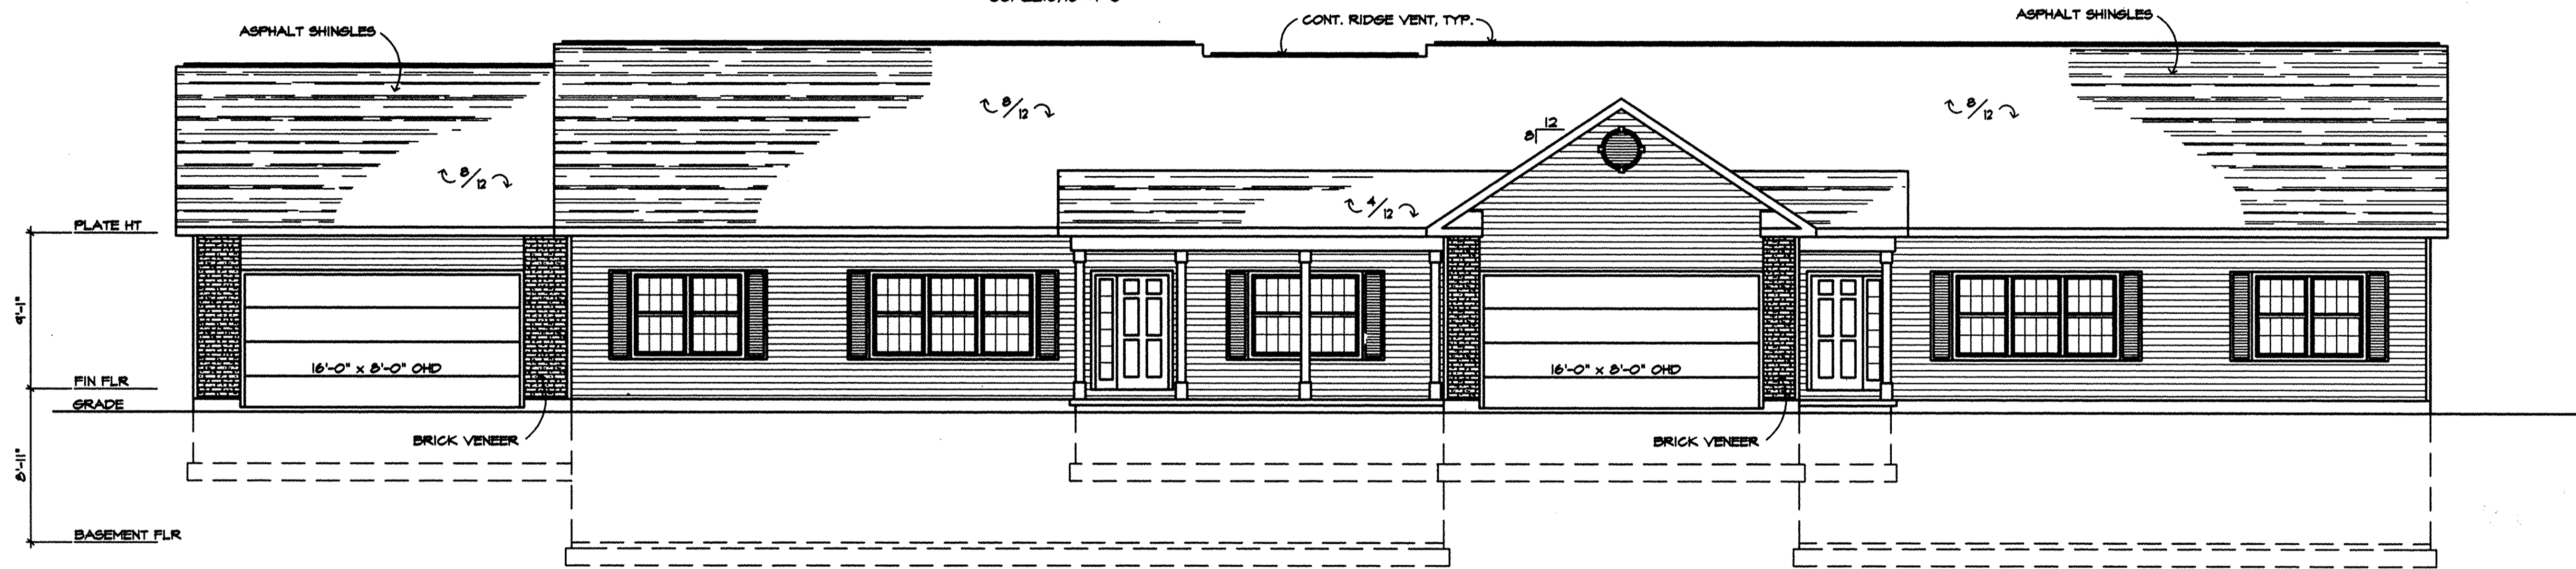 CONT. RIDGE VENT, TYP.
ASPHALT SHINGLES
ASPHALT SHINGLES
8/12
8/12
12
8
8/12
4/12
PLATE HT
9'-1"
16'-0" x 8'-0" OHD
16'-0" x 8'-0" OHD
FIN FLR
GRADE
BRICK VENEER
BRICK VENEER
8'-11"
BASEMENT FLR